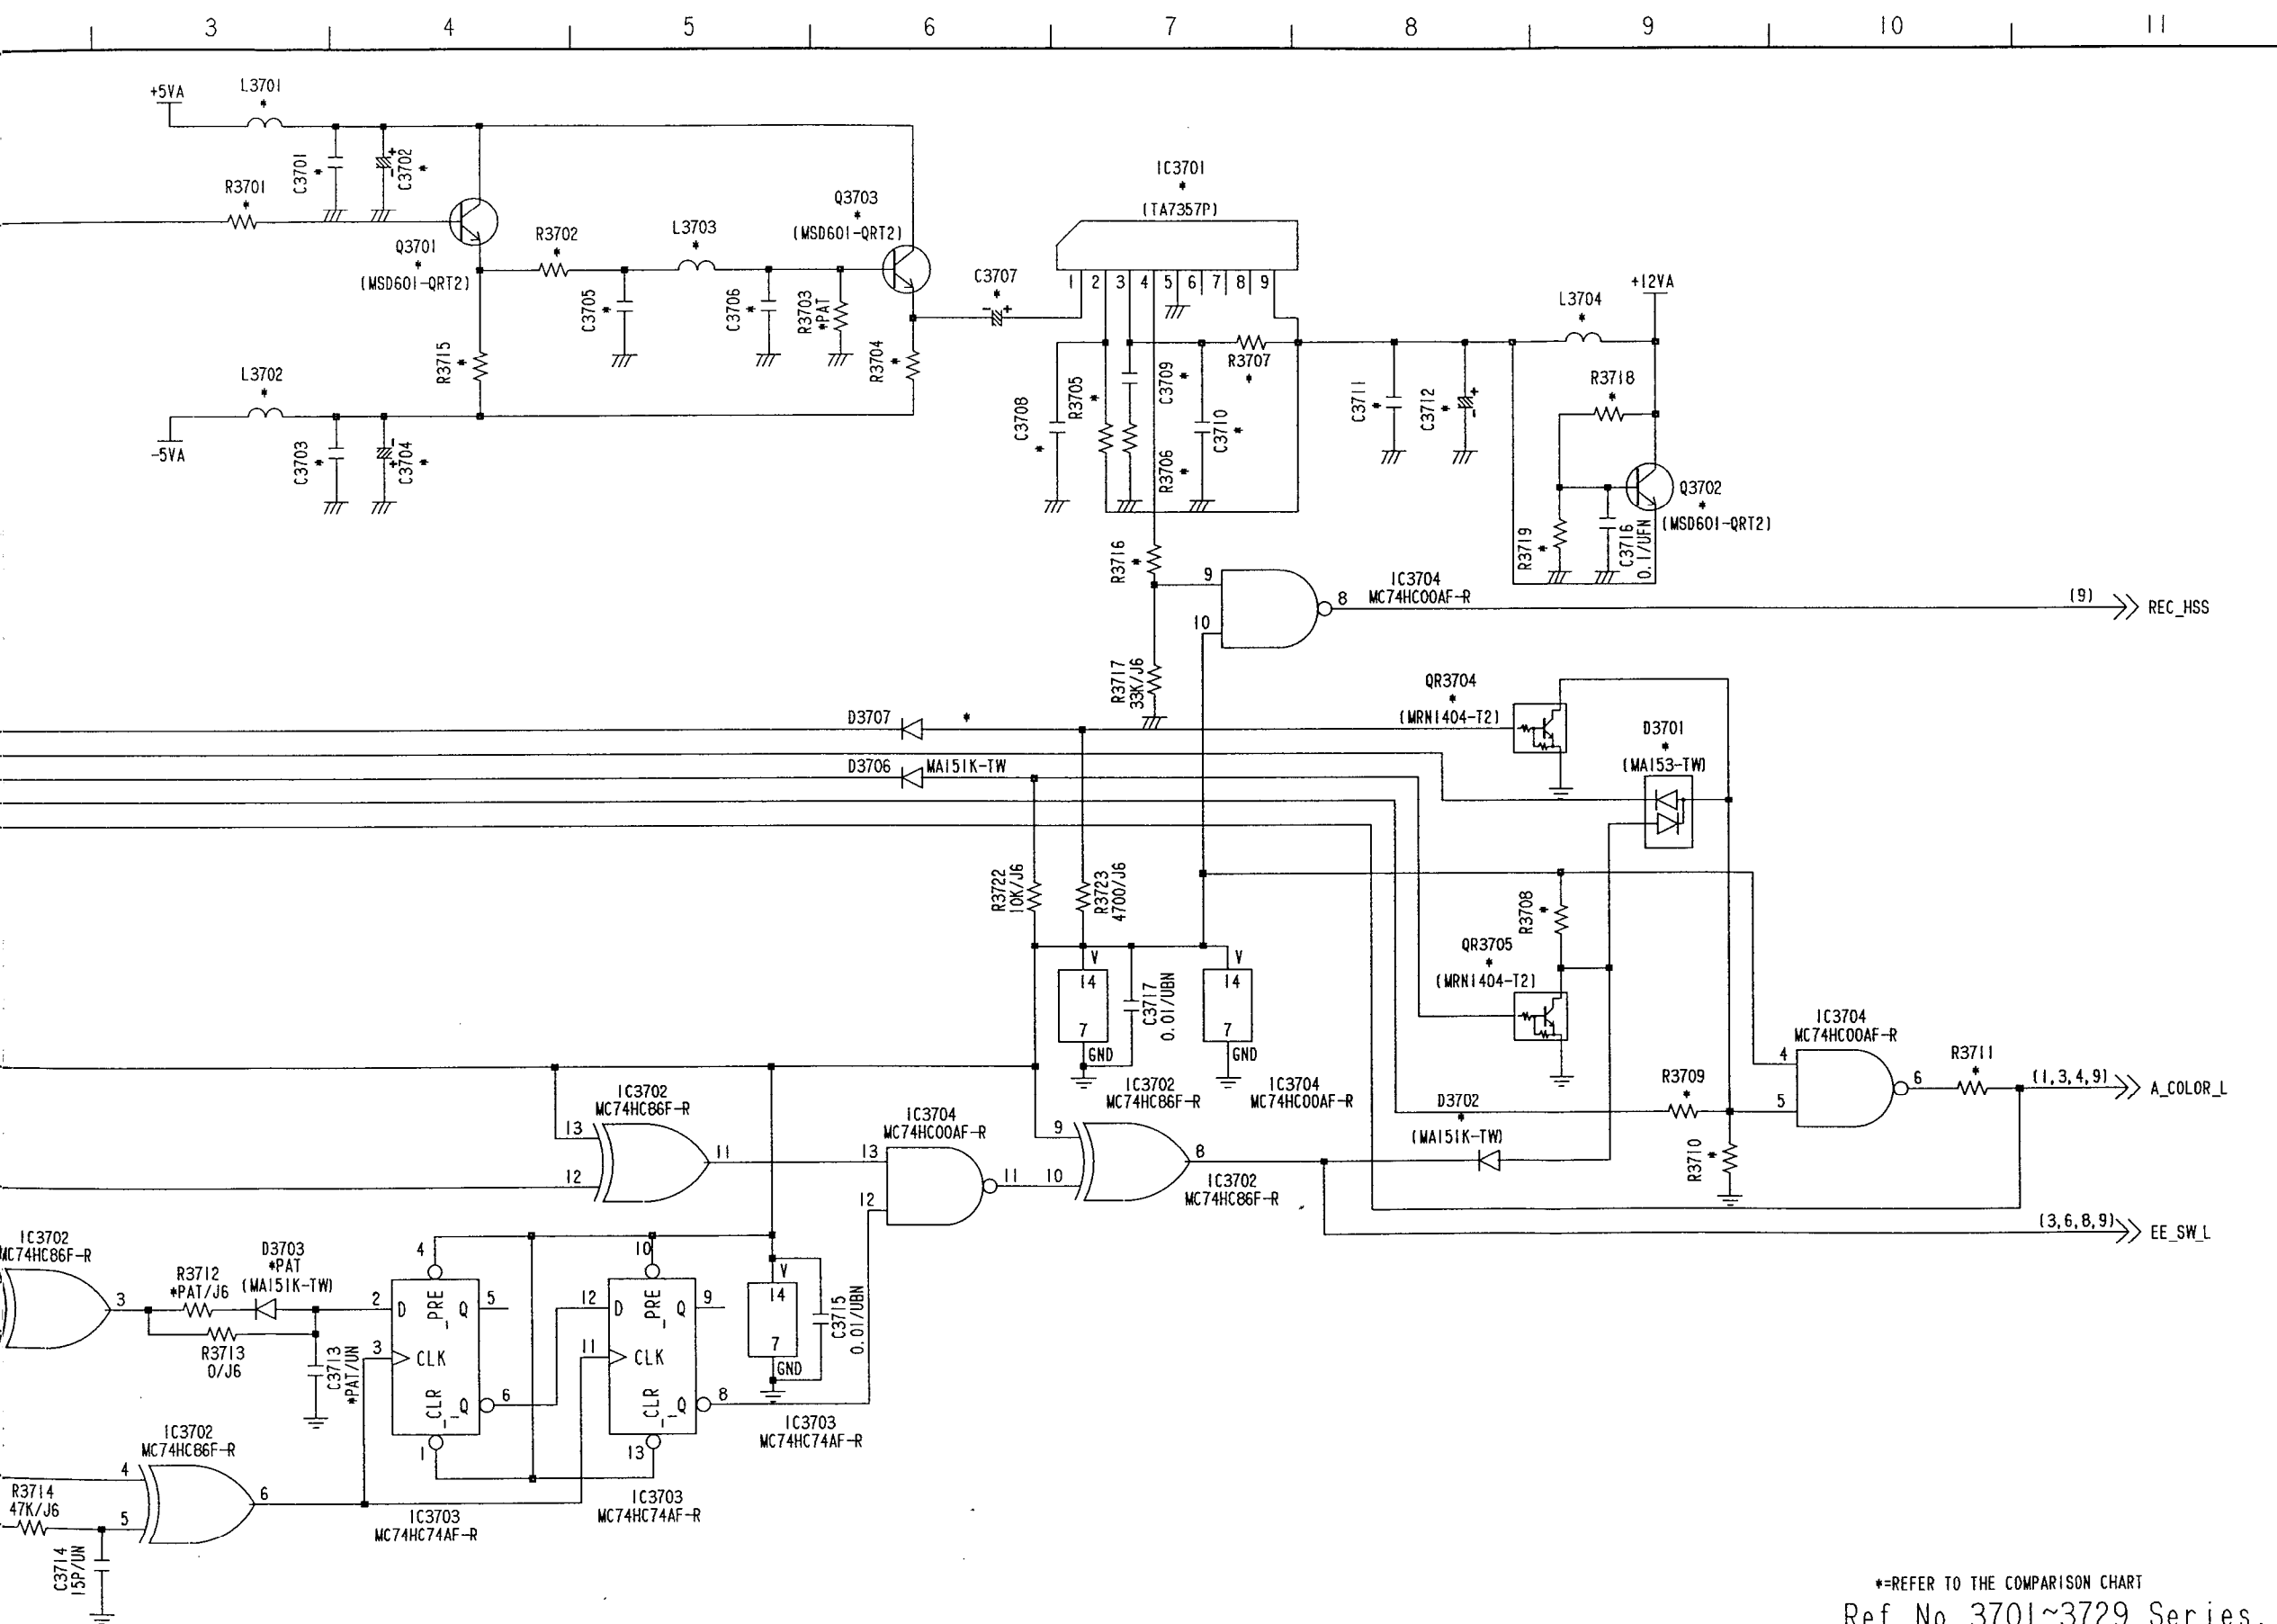 3 4 5 6 7 8 9 10 11
+5VA
L3701
*
C3701
*
C3702
*
R3701
*
Q3701
*
(MSD601-QRT2)
R3702
*
L3703
*
Q3703
*
(MSD601-QRT2)
C3705
*
C3706
*
R3703
*PAT
R3704
*
R3715
*
L3702
*
-5VA
C3703
*
C3704
*
C3707
*
IC3701
*
(TA7357P)
1 2 3 4 5 6 7 8 9
C3708
*
R3705
*
C3709
*
R3706
*
C3710
*
R3707
*
C3711
*
C3712
*
L3704
*
+12VA
R3718
*
Q3702
*
(MSD601-QRT2)
R3719
*
C3716
0.1/UFN
R3716
*
R3717
33K/J6
9
10
8
IC3704
MC74HC00AF-R
(9)
REC_HSS
D3707
*
D3706
MA151K-TW
QR3704
*
(MRN1404-T2)
D3701
*
(MA153-TW)
R3722
10K/J6
R3723
4700/J6
R3708
*
QR3705
*
(MRN1404-T2)
V
14
7
GND
C3717
0.01/UBN
V
14
7
GND
IC3702
MC74HC86F-R
IC3704
MC74HC00AF-R
IC3704
MC74HC00AF-R
4
5
6
R3711
*
(1,3,4,9)
A_COLOR_L
R3709
*
R3710
*
D3702
*
(MA151K-TW)
IC3702
MC74HC86F-R
13
12
11
IC3704
MC74HC00AF-R
13
12
11
9
10
8
IC3702
MC74HC86F-R
(3,6,8,9)
EE_SW_L
IC3702
MC74HC86F-R
3
R3712
*PAT/J6
D3703
*PAT
(MA151K-TW)
R3713
0/J6
C3713
*PAT/UN
4
2 D _PRE Q 5
3 CLK
_CLR _Q 6
1
IC3703
MC74HC74AF-R
10
12 D _PRE Q 9
11 CLK
_CLR _Q 8
13
IC3703
MC74HC74AF-R
V
14
7
GND
C3715
0.01/UBN
IC3703
MC74HC74AF-R
IC3702
MC74HC86F-R
4
5
6
R3714
47K/J6
C3714
15P/UN
*=REFER TO THE COMPARISON CHART
Ref. No. 3701~3729 Series.